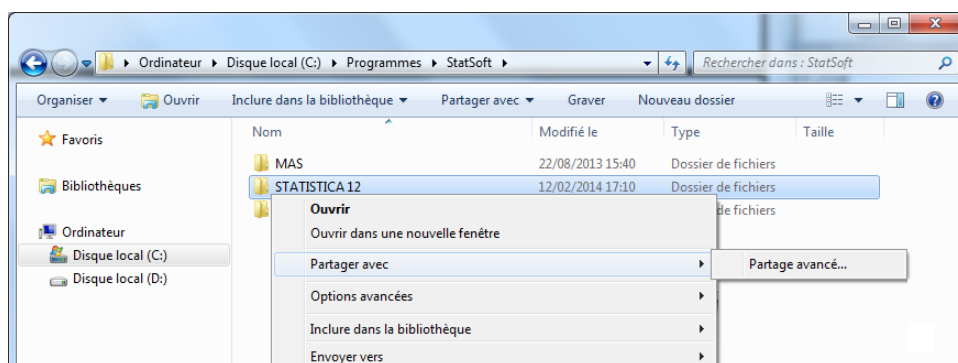 Ordinateur Disque local (C:) Programmes StatSoft Rechercher dans : StatSoft
Organiser Ouvrir Inclure dans la bibliothèque Partager avec Graver Nouveau dossier
Favoris
Bibliothèques
Ordinateur
Disque local (C:)
Disque local (D:)
Nom Modifié le Type Taille
MAS 22/08/2013 15:40 Dossier de fichiers
STATISTICA 12 12/02/2014 17:10 Dossier de fichiers
de fichiers
Ouvrir
Ouvrir dans une nouvelle fenêtre
Partager avec
Partage avancé...
Options avancées
Inclure dans la bibliothèque
Envoyer vers